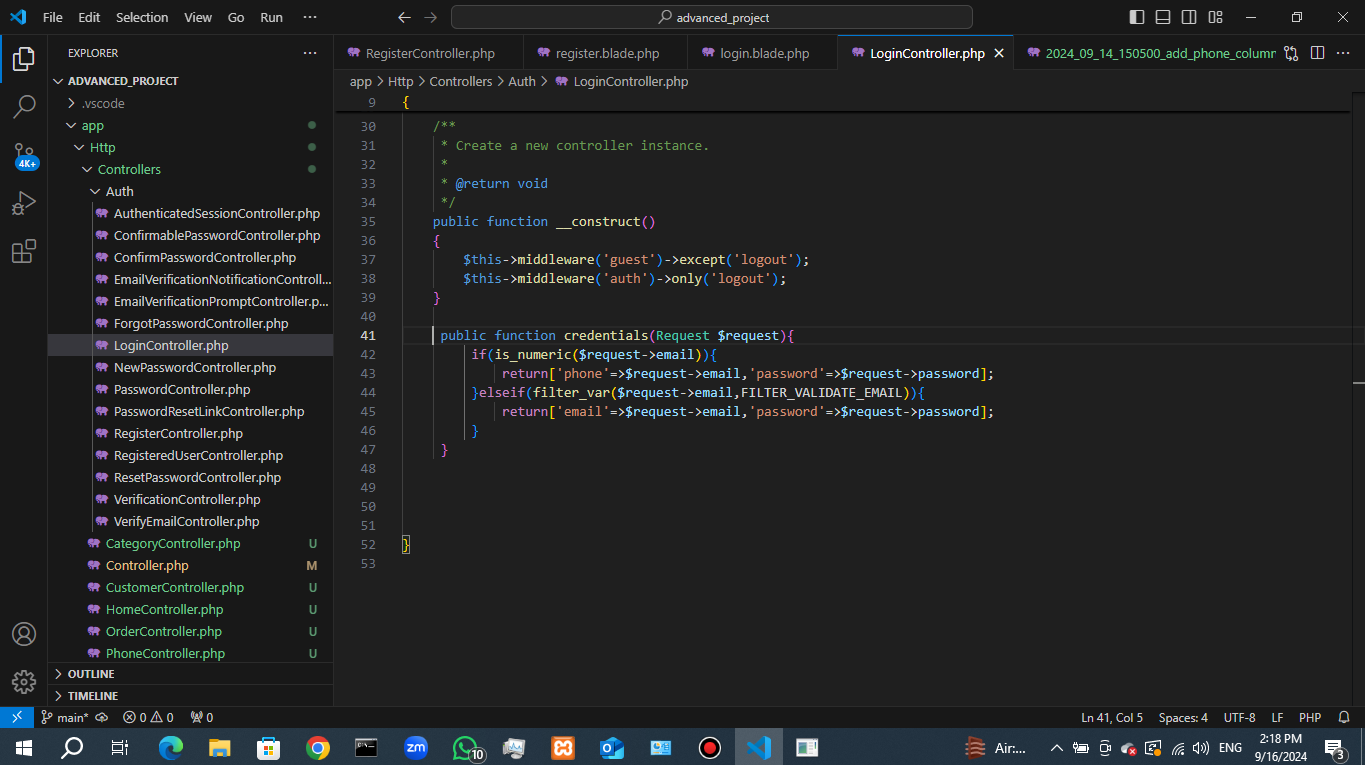 File Edit Selection View Go Run ···
advanced_project
EXPLORER ···
RegisterController.php
register.blade.php
login.blade.php
LoginController.php
2024_09_14_150500_add_phone_column
ADVANCED_PROJECT
.vscode
app
Http
Controllers
Auth
AuthenticatedSessionController.php
ConfirmablePasswordController.php
ConfirmPasswordController.php
EmailVerificationNotificationControll...
EmailVerificationPromptController.p...
ForgotPasswordController.php
LoginController.php
NewPasswordController.php
PasswordController.php
PasswordResetLinkController.php
RegisterController.php
RegisteredUserController.php
ResetPasswordController.php
VerificationController.php
VerifyEmailController.php
CategoryController.php U
Controller.php M
CustomerController.php U
HomeController.php U
OrderController.php U
PhoneController.php U
OUTLINE
TIMELINE
4K+
app > Http > Controllers > Auth > LoginController.php
9 {
30 /**
31 * Create a new controller instance.
32 *
33 * @return void
34 */
35 public function __construct()
36 {
37 $this->middleware('guest')->except('logout');
38 $this->middleware('auth')->only('logout');
39 }
40
41 public function credentials(Request $request){
42 if(is_numeric($request->email)){
43 return['phone'=>$request->email,'password'=>$request->password];
44 }elseif(filter_var($request->email,FILTER_VALIDATE_EMAIL)){
45 return['email'=>$request->email,'password'=>$request->password];
46 }
47 }
48
49
50
51
52 }
53
main* 0 0 0
Ln 41, Col 5 Spaces: 4 UTF-8 LF PHP
zm
10
Air:...
ENG
2:18 PM
9/16/2024
3